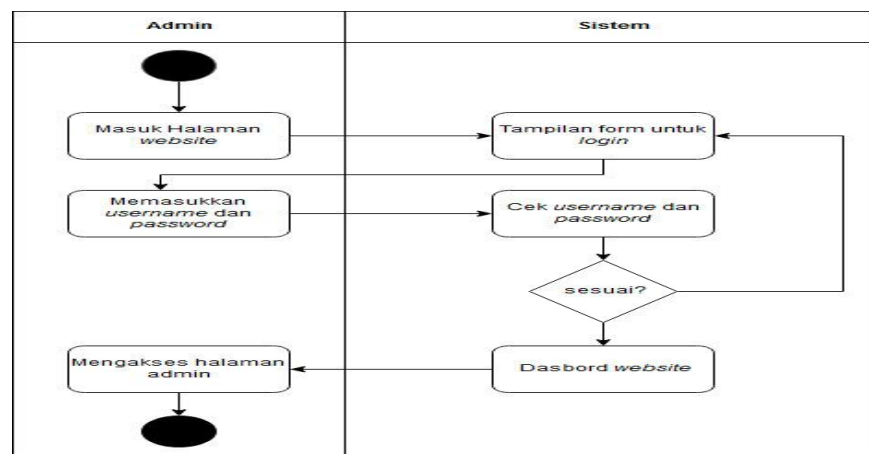 Admin
Sistem
Masuk Halaman
website
Tampilan form untuk
login
Memasukkan
username dan
password
Cek username dan
password
sesuai?
Mengakses halaman
admin
Dasbord website